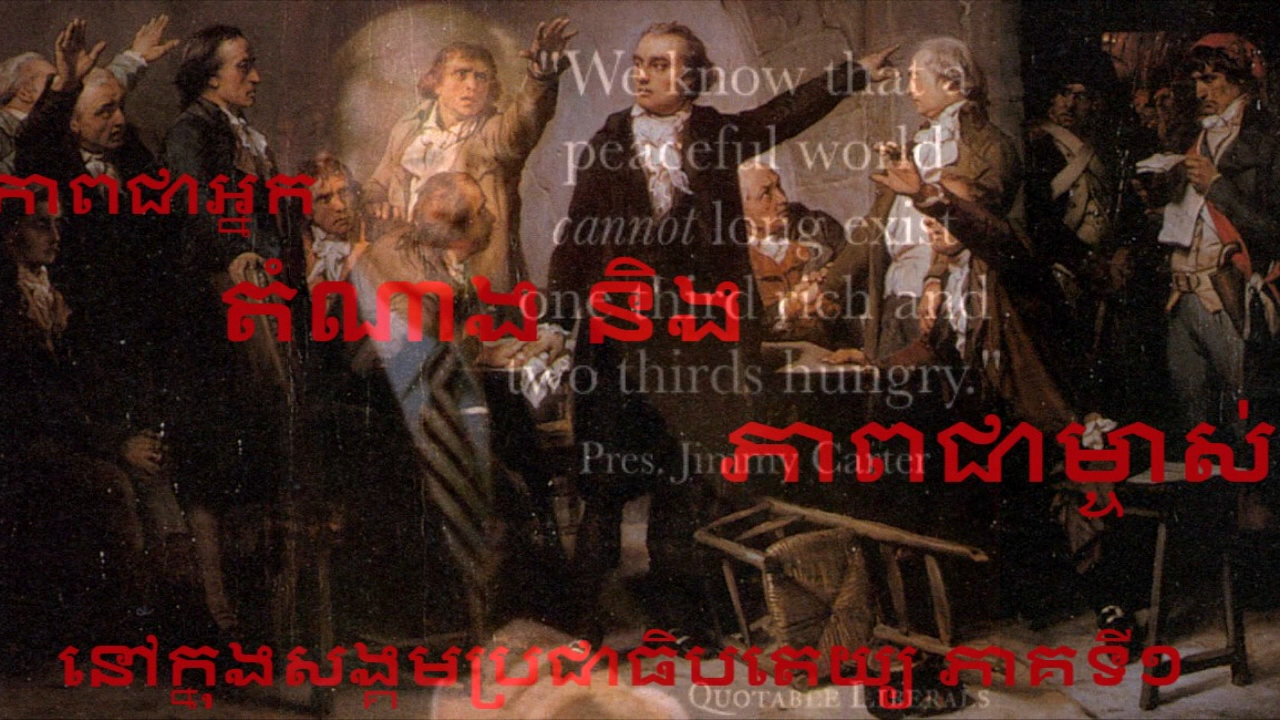 "We know that a
peaceful world
cannot long exist
one third rich and
two thirds hungry."
Pres. Jimmy Carter
ភាពជាអ្នក
តំណាង និង
ភាពជាម្ចាស់
នៅក្នុងសង្គមប្រជាធិបតេយ្យ ភាគទី១
QUOTABLE LIBERALS